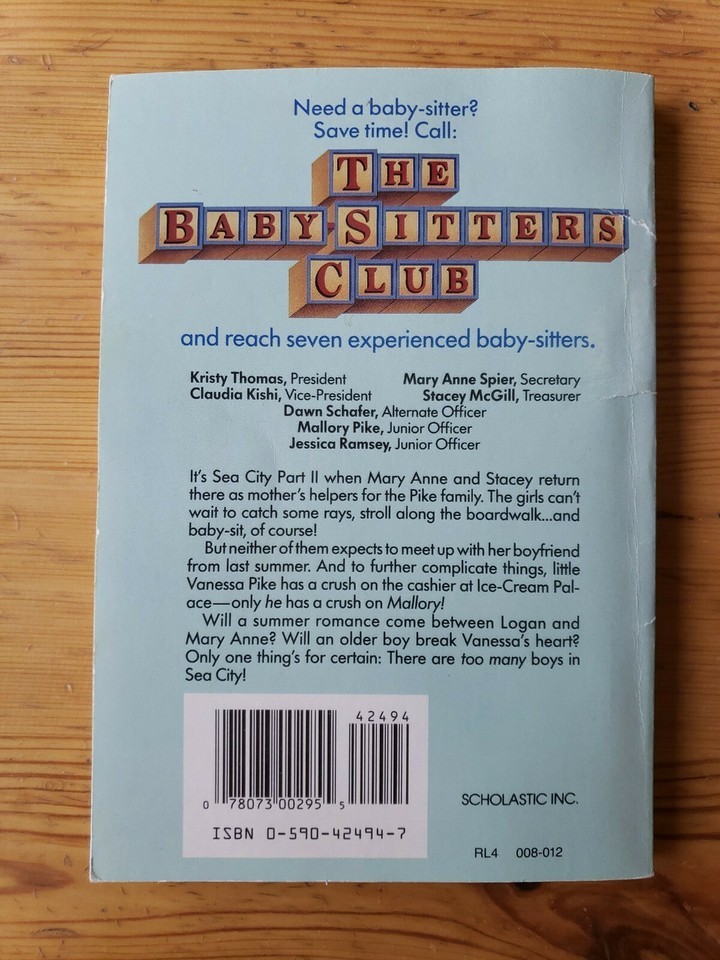 Need a baby-sitter?
Save time! Call:
THE
BABY-SITTERS
CLUB
and reach seven experienced baby-sitters.
Kristy Thomas, President Mary Anne Spier, Secretary
Claudia Kishi, Vice-President Stacey McGill, Treasurer
Dawn Schafer, Alternate Officer
Mallory Pike, Junior Officer
Jessica Ramsey, Junior Officer
It's Sea City Part II when Mary Anne and Stacey return
there as mother's helpers for the Pike family. The girls can't
wait to catch some rays, stroll along the boardwalk...and
baby-sit, of course!
But neither of them expects to meet up with her boyfriend
from last summer. And to further complicate things, little
Vanessa Pike has a crush on the cashier at Ice-Cream Pal-
ace—only he has a crush on Mallory!
Will a summer romance come between Logan and
Mary Anne? Will an older boy break Vanessa's heart?
Only one thing's for certain: There are too many boys in
Sea City!
42494
0 78073 00295 5
ISBN 0-590-42494-7
SCHOLASTIC INC.
RL4 008-012